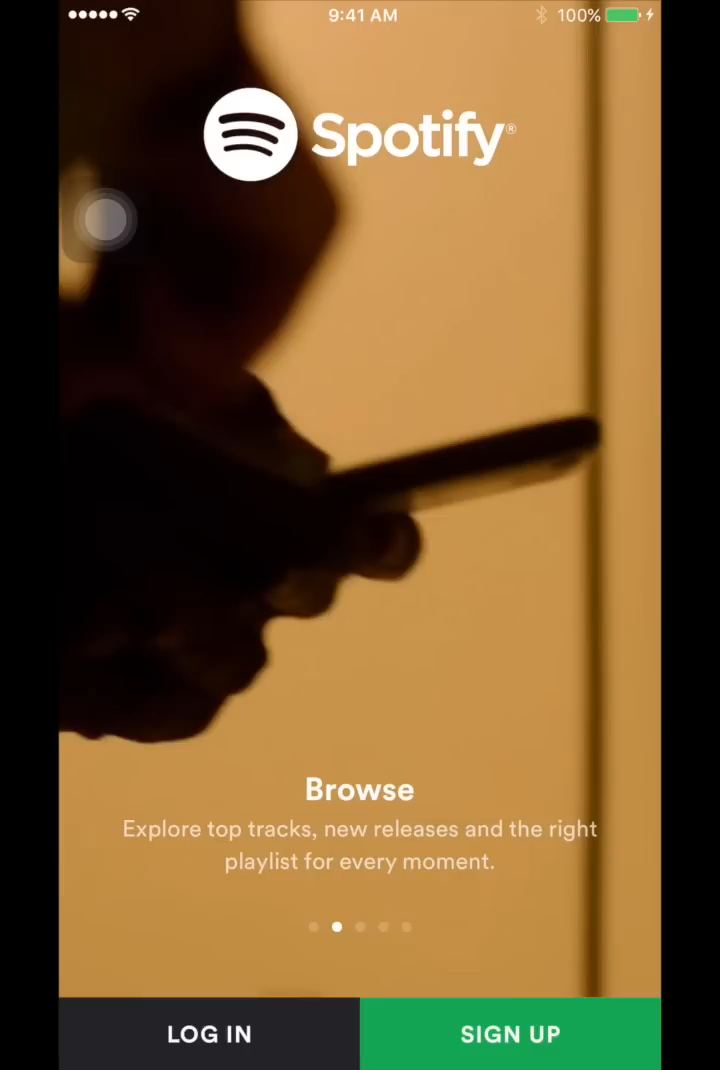 9:41 AM
100%
Spotify®
Browse
Explore top tracks, new releases and the right
playlist for every moment.
LOG IN
SIGN UP